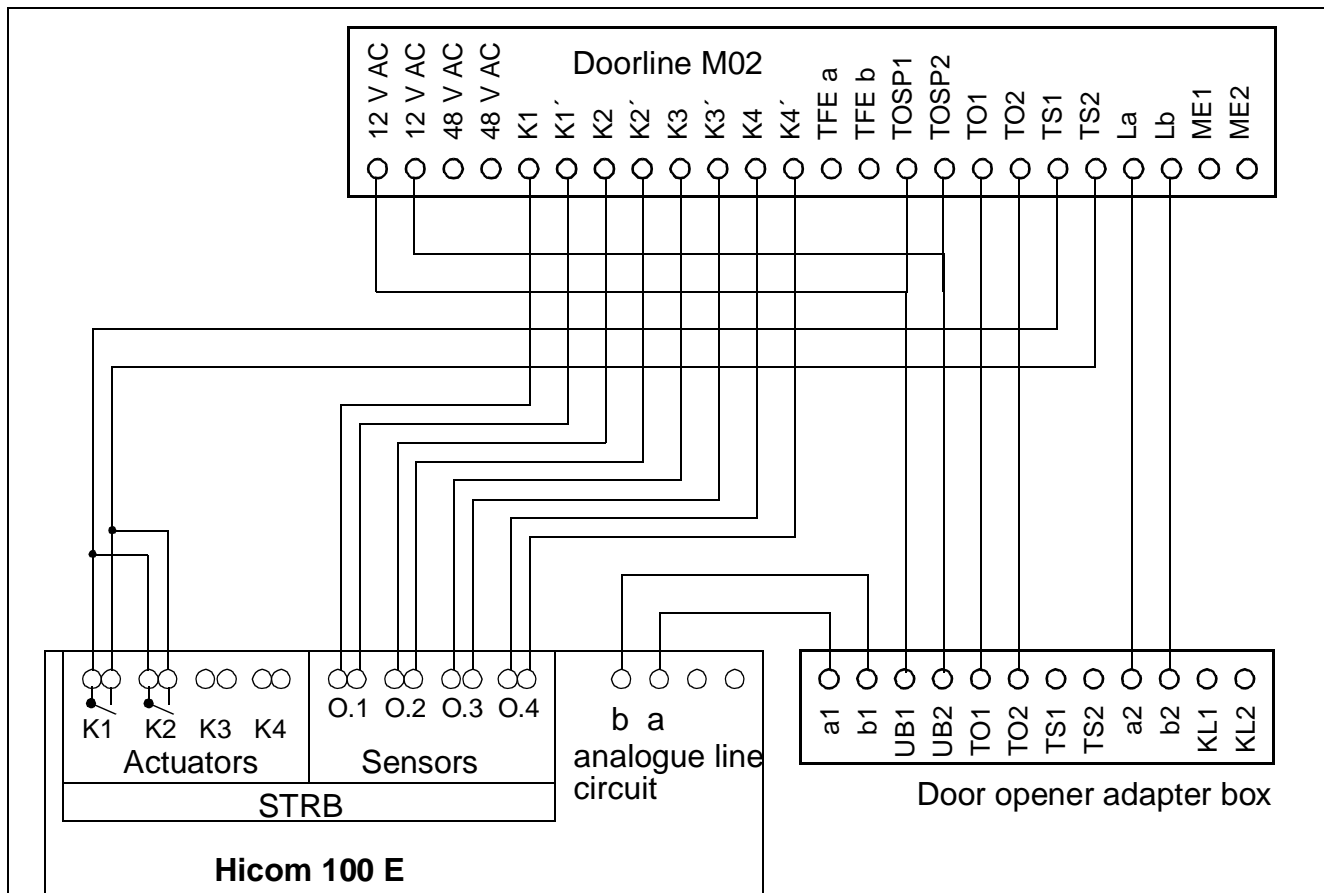 Doorline M02
12 V AC
12 V AC
48 V AC
48 V AC
K1
K1´
K2
K2´
K3
K3´
K4
K4´
TFE a
TFE b
TOSP1
TOSP2
TO1
TO2
TS1
TS2
La
Lb
ME1
ME2
K1
K2
K3
K4
Actuators
O.1
O.2
O.3
O.4
Sensors
STRB
b a
analogue line
circuit
Hicom 100 E
a1
b1
UB1
UB2
TO1
TO2
TS1
TS2
a2
b2
KL1
KL2
Door opener adapter box